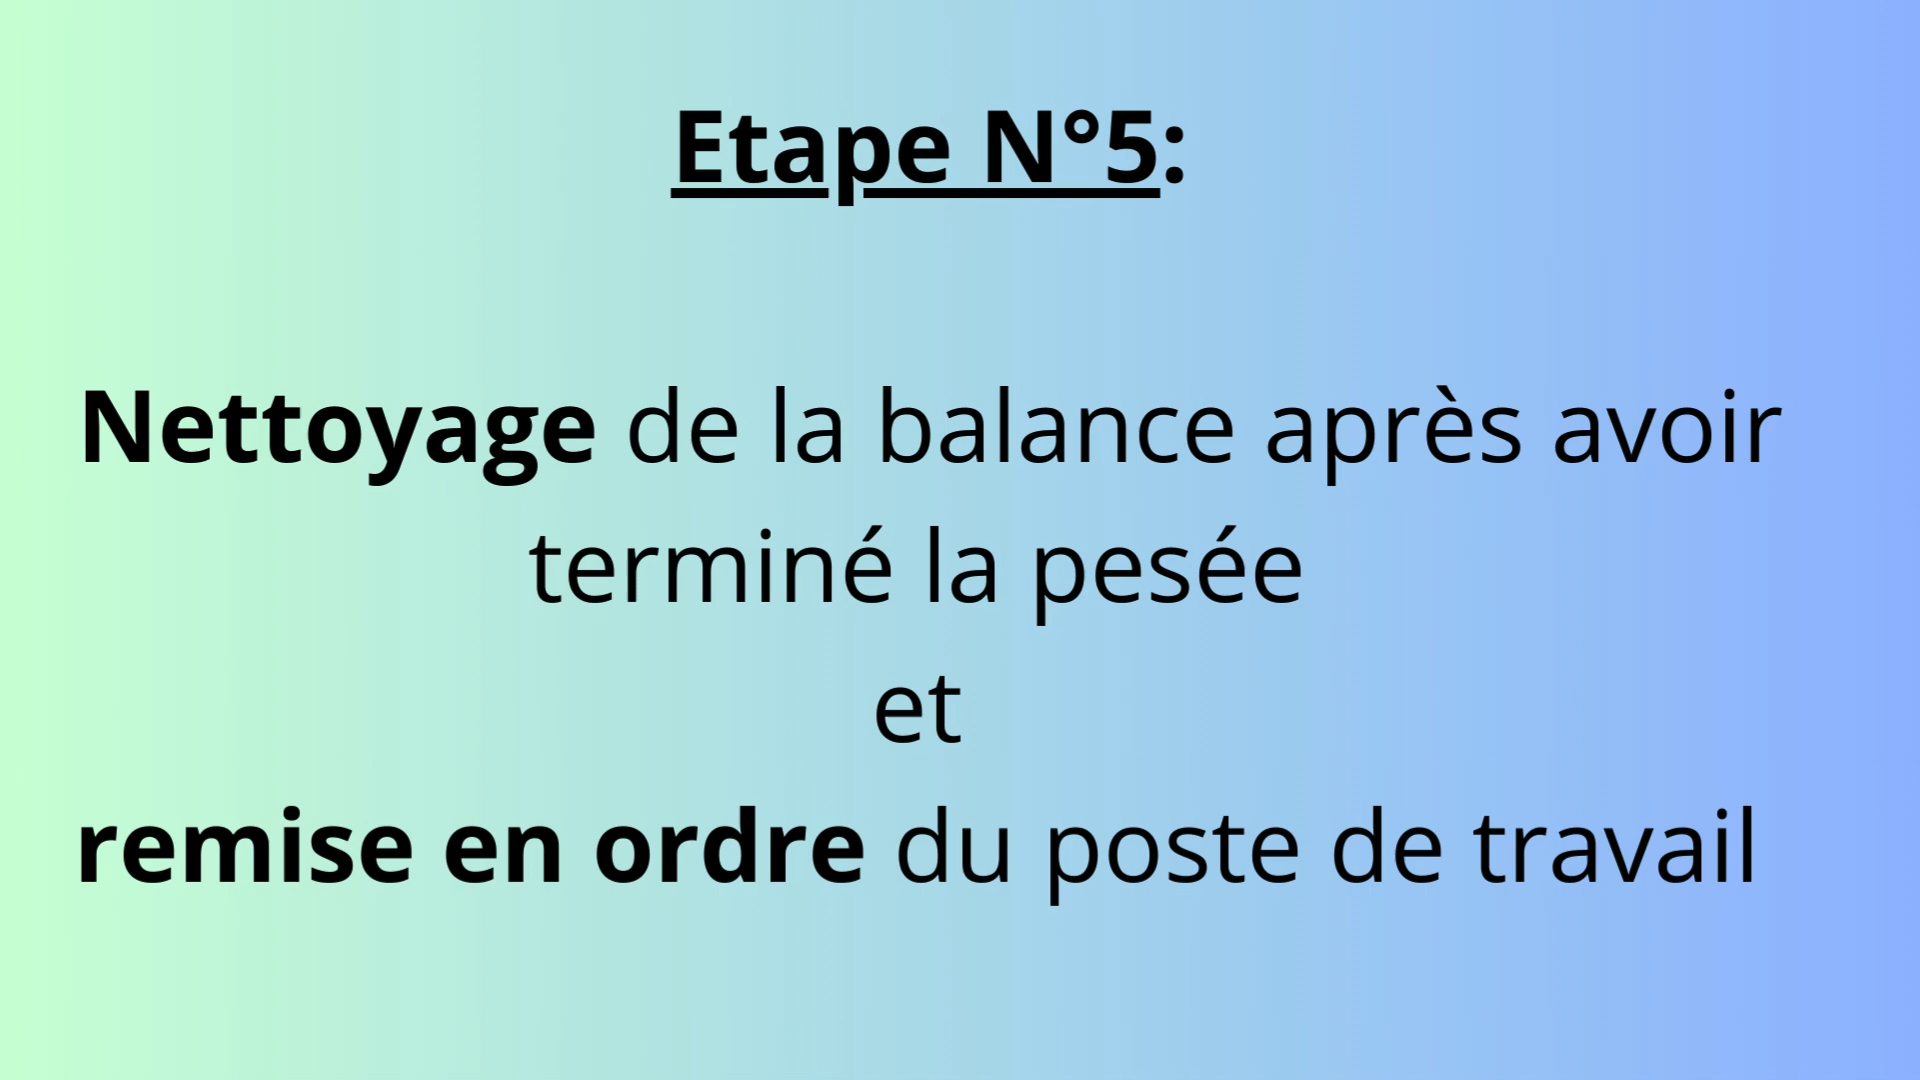 Etape N°5:
Nettoyage de la balance après avoir
terminé la pesée
et
remise en ordre du poste de travail